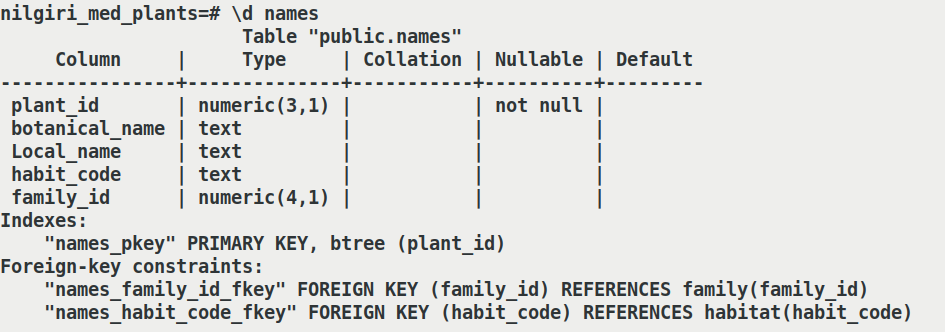 nilgiri_med_plants=# \d names
                      Table "public.names"
     Column     |     Type     | Collation | Nullable | Default
----------------+--------------+-----------+----------+---------
 plant_id       | numeric(3,1) |           | not null |
 botanical_name | text         |           |          |
 Local_name     | text         |           |          |
 habit_code     | text         |           |          |
 family_id      | numeric(4,1) |           |          |
Indexes:
    "names_pkey" PRIMARY KEY, btree (plant_id)
Foreign-key constraints:
    "names_family_id_fkey" FOREIGN KEY (family_id) REFERENCES family(family_id)
    "names_habit_code_fkey" FOREIGN KEY (habit_code) REFERENCES habitat(habit_code)